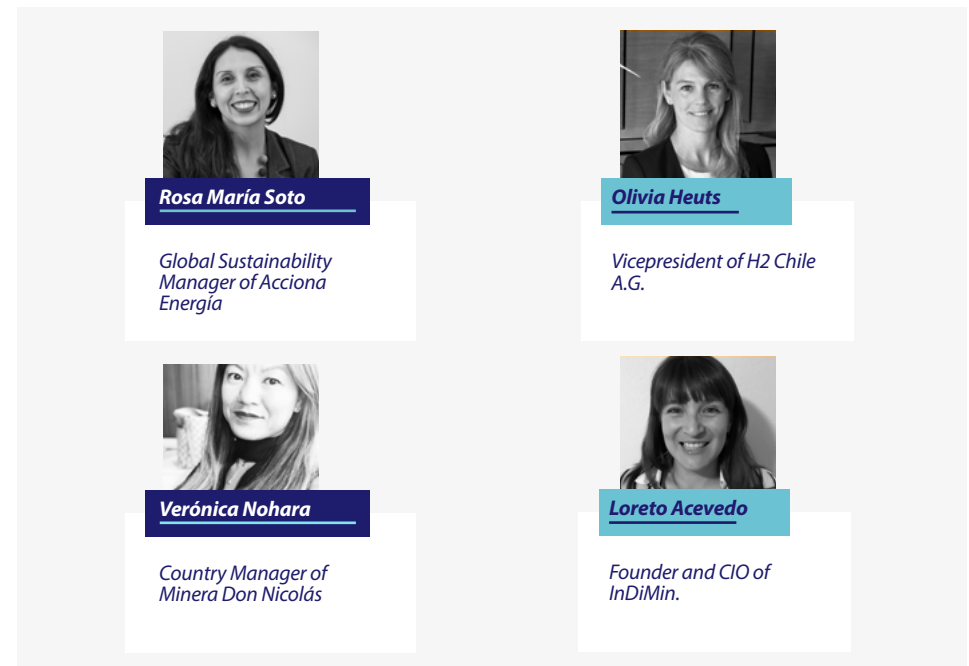 Rosa María Soto
Global Sustainability
Manager of Acciona
Energía
Olivia Heuts
Vicepresident of H2 Chile
A.G.
Verónica Nohara
Country Manager of
Minera Don Nicolás
Loreto Acevedo
Founder and CIO of
InDiMin.